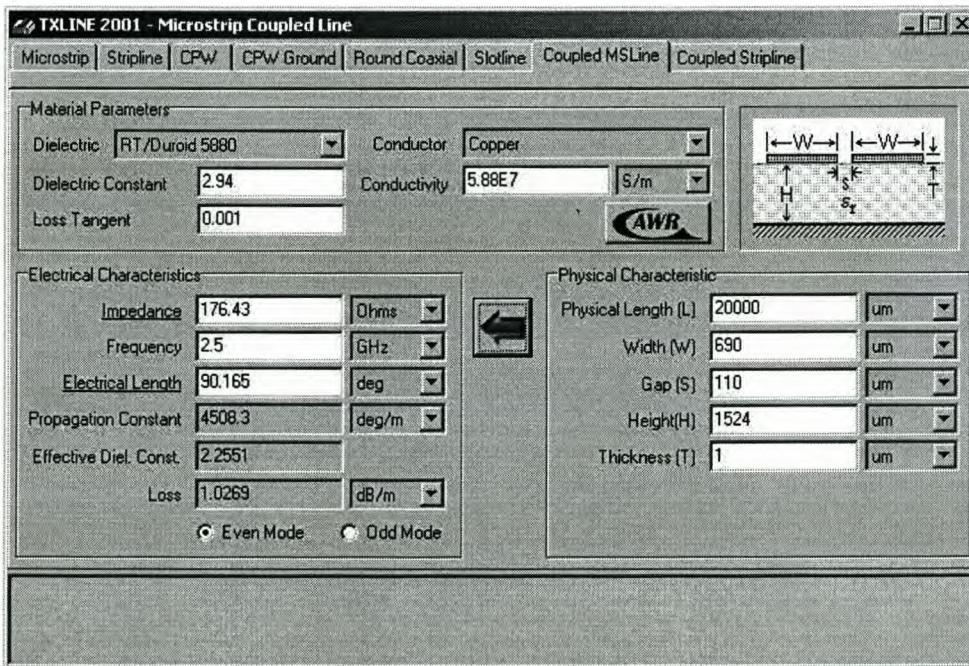 TXLINE 2001 - Microstrip Coupled Line
Microstrip Stripline CPW CPW Ground Round Coaxial Slotline Coupled MSLine Coupled Stripline
Material Parameters
Dielectric RT/Duroid 5880 Conductor Copper
Dielectric Constant 2.94 Conductivity 5.88E7 S/m
Loss Tangent 0.001 AWR
W W
S T
H
εr
Electrical Characteristics
Impedance 176.43 Ohms
Frequency 2.5 GHz
Electrical Length 90.165 deg
Propagation Constant 4508.3 deg/m
Effective Diel. Const. 2.2551
Loss 1.0269 dB/m
Even Mode Odd Mode
Physical Characteristic
Physical Length (L) 20000 um
Width (W) 690 um
Gap (S) 110 um
Height(H) 1524 um
Thickness (T) 1 um